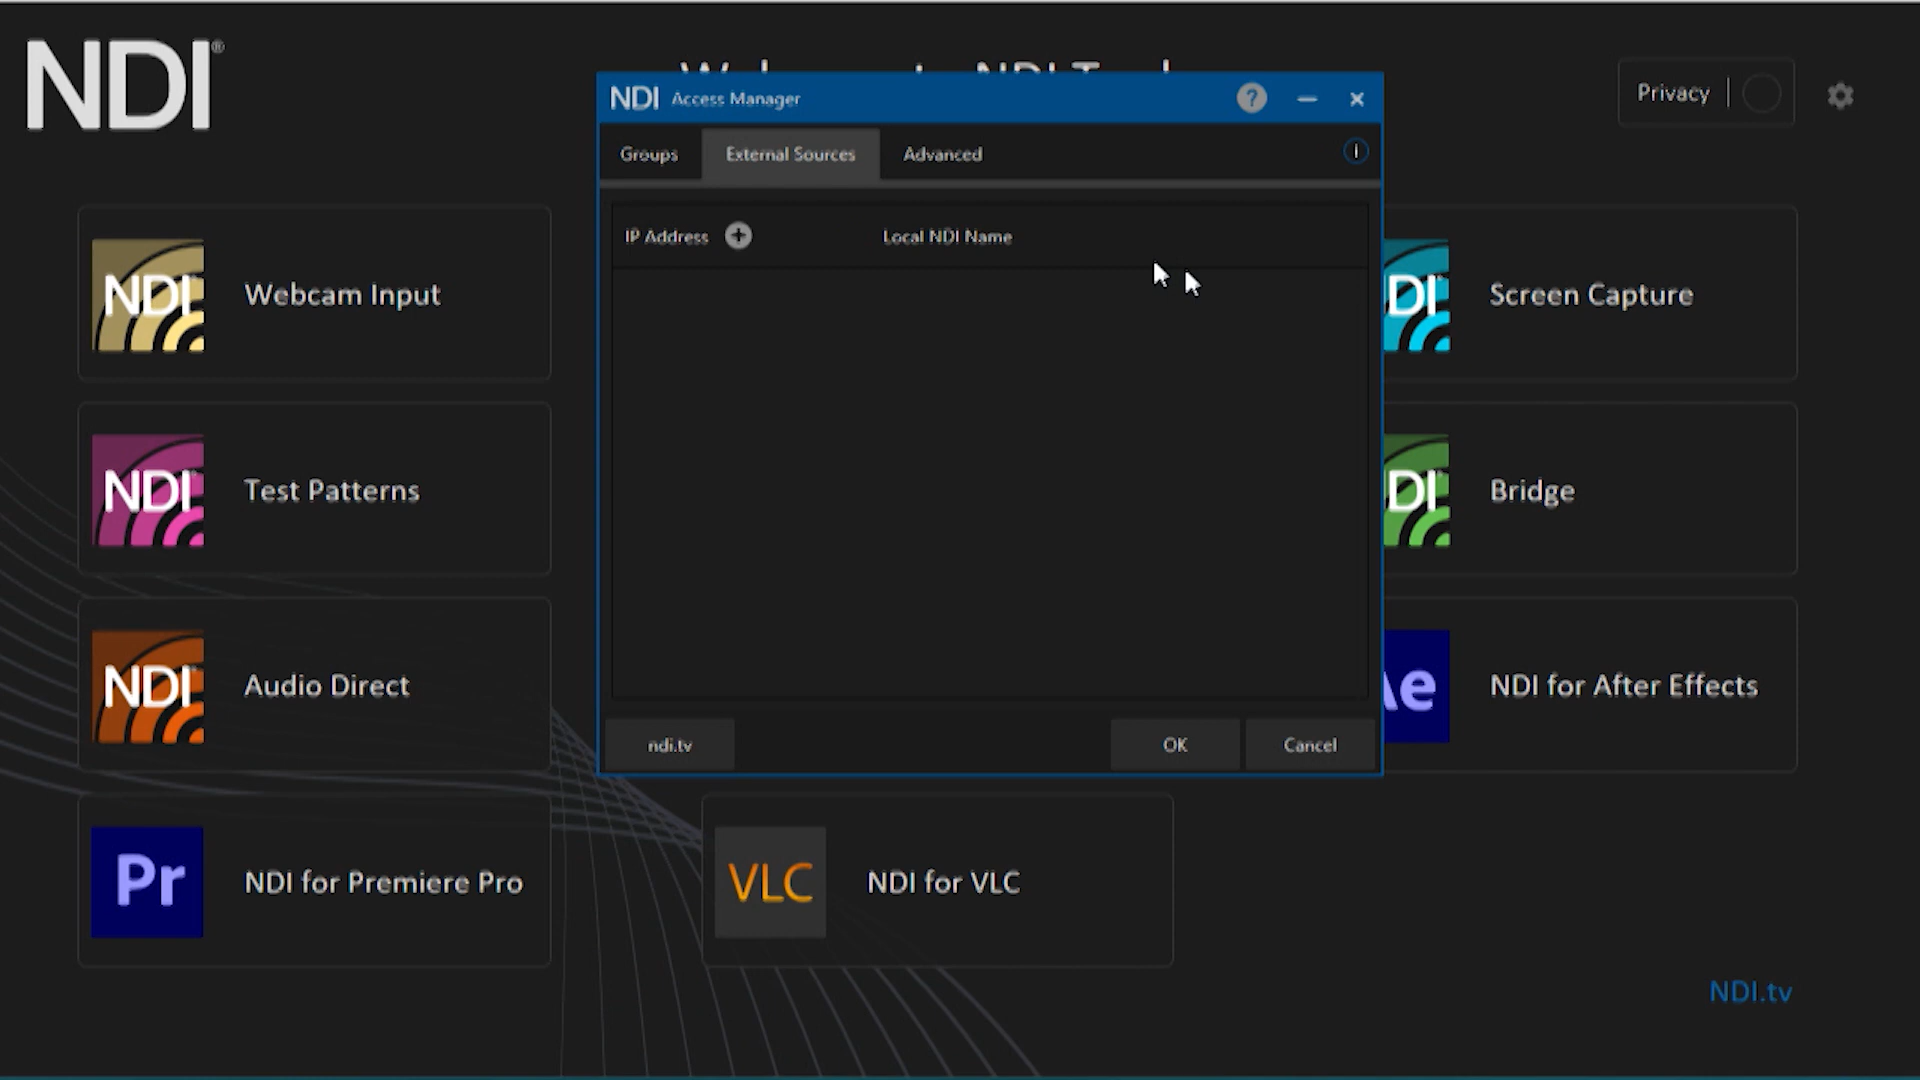 NDI®
Privacy
NDI Access Manager
?
Groups
External Sources
Advanced
i
IP Address
Local NDI Name
NDI
Webcam Input
DI
Screen Capture
NDI
Test Patterns
DI
Bridge
NDI
Audio Direct
Ae
NDI for After Effects
ndi.tv
OK
Cancel
Pr
NDI for Premiere Pro
VLC
NDI for VLC
NDI.tv